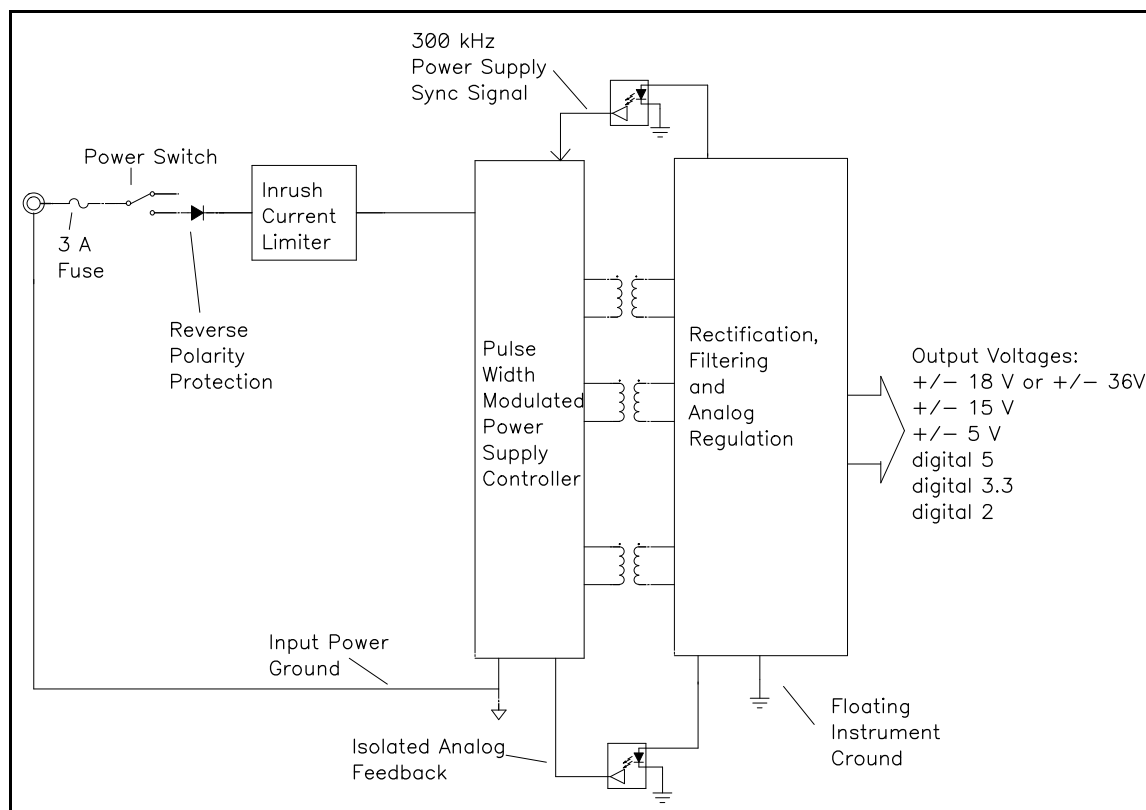 300 kHz
Power Supply
Sync Signal
Power Switch
Inrush
Current
Limiter
3 A
Fuse
Reverse
Polarity
Protection
Pulse
Width
Modulated
Power
Supply
Controller
Rectification,
Filtering
and
Analog
Regulation
Output Voltages:
+/- 18 V or +/- 36V
+/- 15 V
+/- 5 V
digital 5
digital 3.3
digital 2
Input Power
Ground
Isolated Analog
Feedback
Floating
Instrument
Ground